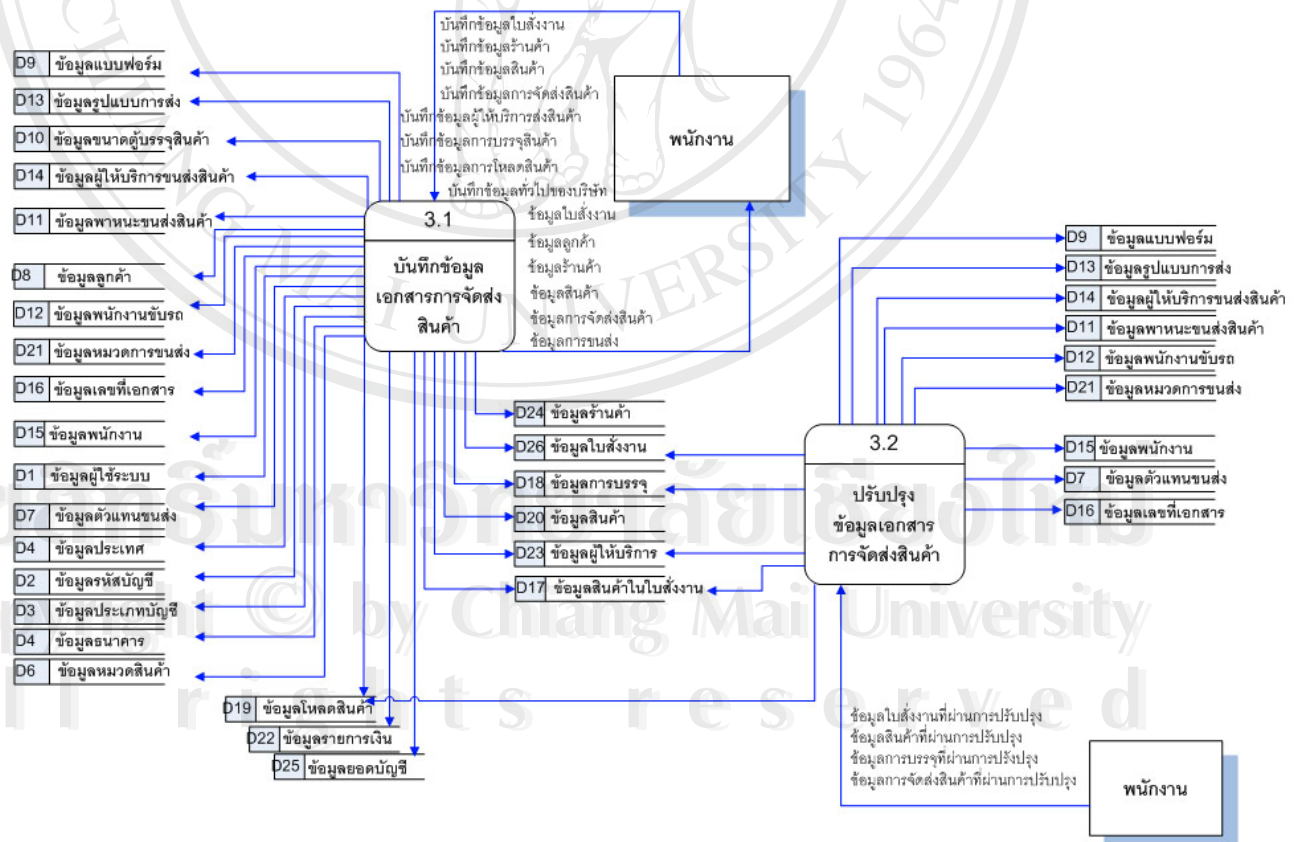 บันทึกข้อมูลใบสั่งงาน
บันทึกข้อมูลร้านค้า
บันทึกข้อมูลสินค้า
บันทึกข้อมูลการจัดส่งสินค้า
บันทึกข้อมูลผู้ให้บริการส่งสินค้า
บันทึกข้อมูลการบรรจุสินค้า
บันทึกข้อมูลการโหลดสินค้า
บันทึกข้อมูลทั่วไปของบริษัท
พนักงาน
D9 ข้อมูลแบบฟอร์ม
D13 ข้อมูลรูปแบบการส่ง
D10 ข้อมูลขนาดตู้บรรจุสินค้า
D14 ข้อมูลผู้ให้บริการขนส่งสินค้า
D11 ข้อมูลพาหนะขนส่งสินค้า
D8 ข้อมูลลูกค้า
D12 ข้อมูลพนักงานขับรถ
D21 ข้อมูลหมวดการขนส่ง
D16 ข้อมูลเลขที่เอกสาร
D15 ข้อมูลพนักงาน
D1 ข้อมูลผู้ใช้ระบบ
D7 ข้อมูลตัวแทนขนส่ง
D4 ข้อมูลประเทศ
D2 ข้อมูลรหัสบัญชี
D3 ข้อมูลประเภทบัญชี
D4 ข้อมูลธนาคาร
D6 ข้อมูลหมวดสินค้า
3.1
บันทึกข้อมูล
เอกสารการจัดส่ง
สินค้า
ข้อมูลใบสั่งงาน
ข้อมูลลูกค้า
ข้อมูลร้านค้า
ข้อมูลสินค้า
ข้อมูลการจัดส่งสินค้า
ข้อมูลการขนส่ง
D24 ข้อมูลร้านค้า
D26 ข้อมูลใบสั่งงาน
D18 ข้อมูลการบรรจุ
D20 ข้อมูลสินค้า
D23 ข้อมูลผู้ให้บริการ
D17 ข้อมูลสินค้าในใบสั่งงาน
D19 ข้อมูลโหลดสินค้า
D22 ข้อมูลรายการเงิน
D25 ข้อมูลยอดบัญชี
D9 ข้อมูลแบบฟอร์ม
D13 ข้อมูลรูปแบบการส่ง
D14 ข้อมูลผู้ให้บริการขนส่งสินค้า
D11 ข้อมูลพาหนะขนส่งสินค้า
D12 ข้อมูลพนักงานขับรถ
D21 ข้อมูลหมวดการขนส่ง
D15 ข้อมูลพนักงาน
D7 ข้อมูลตัวแทนขนส่ง
D16 ข้อมูลเลขที่เอกสาร
3.2
ปรับปรุง
ข้อมูลเอกสาร
การจัดส่งสินค้า
ข้อมูลใบสั่งงานที่ผ่านการปรับปรุง
ข้อมูลสินค้าที่ผ่านการปรับปรุง
ข้อมูลการบรรจุที่ผ่านการปรังปรุง
ข้อมูลการจัดส่งสินค้าที่ผ่านการปรับปรุง
พนักงาน
CHIANG MAI UNIVERSITY 1964
มหาวิทยาลัยเชียงใหม่
© by Chiang Mai University
rights reserved